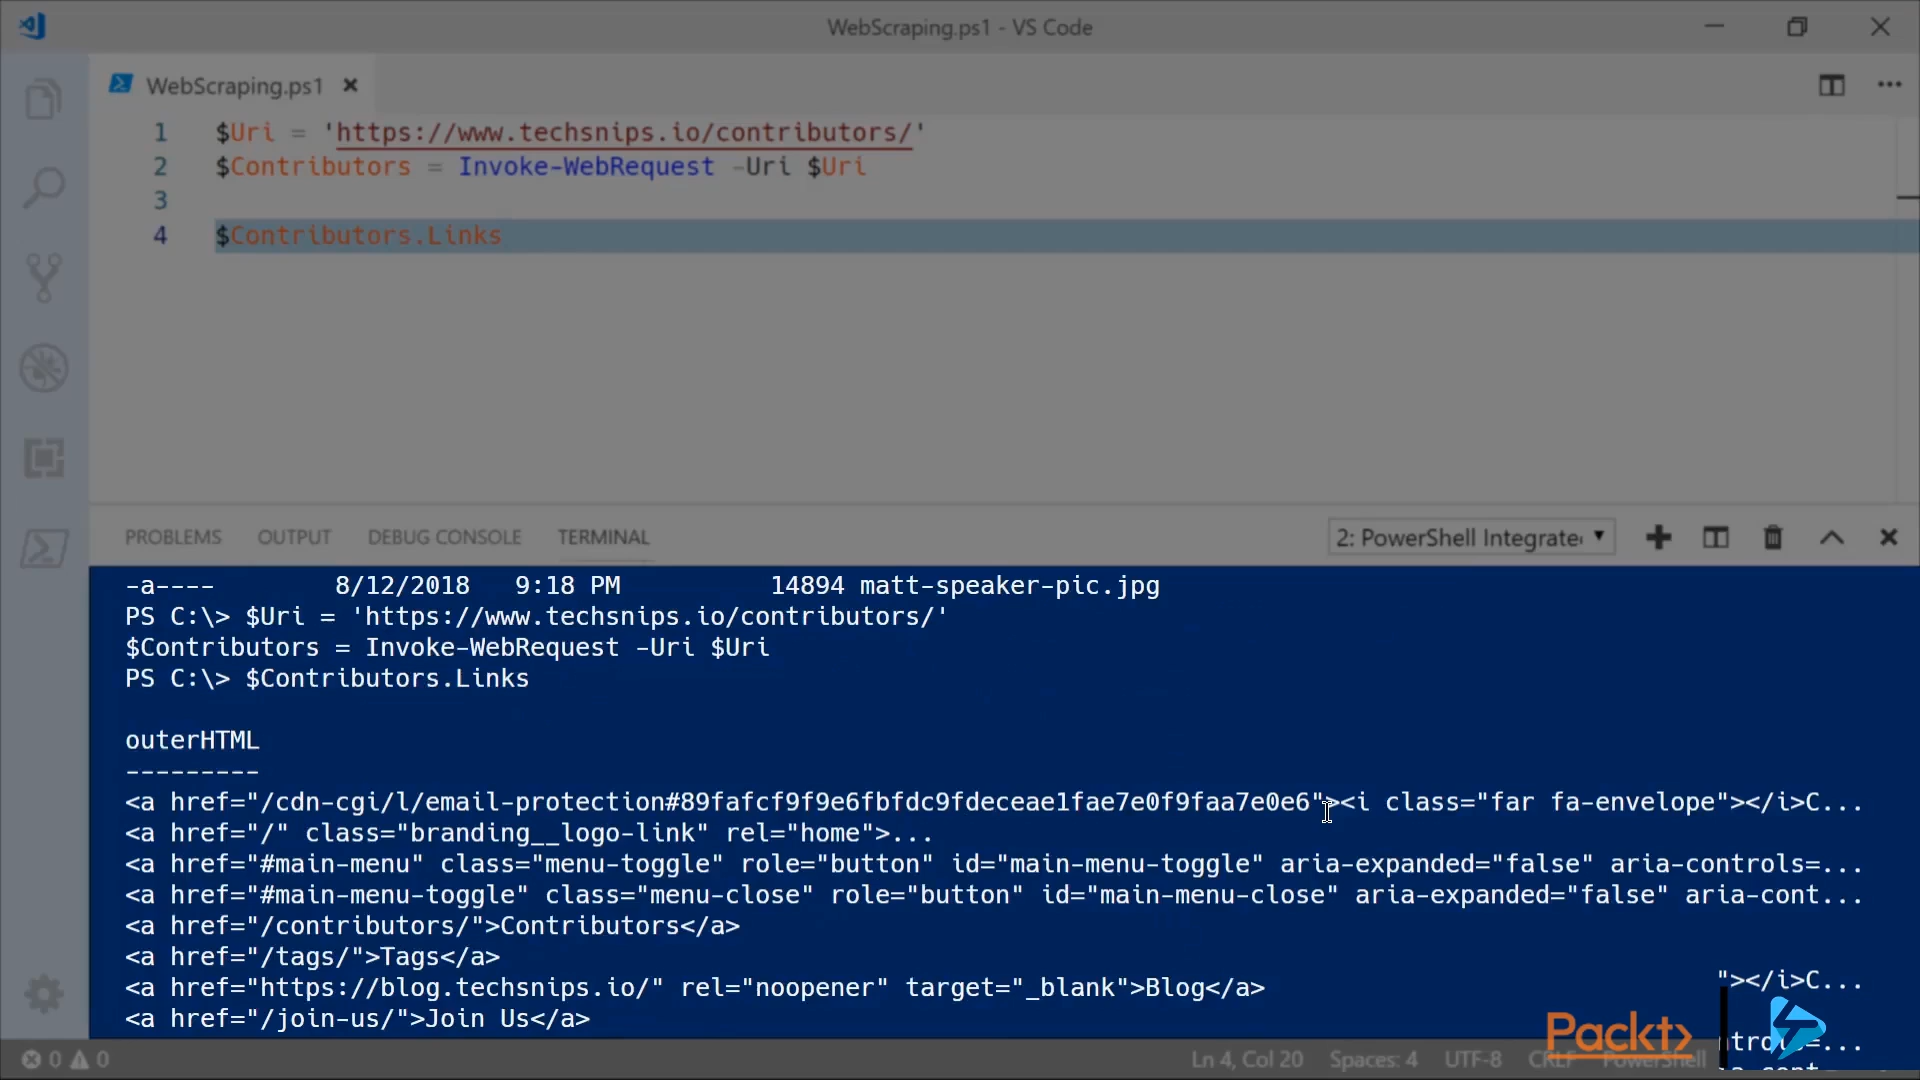 WebScraping.ps1 - VS Code
WebScraping.ps1
1 $Uri = 'https://www.techsnips.io/contributors/'
2 $Contributors = Invoke-WebRequest -Uri $Uri
3
4 $Contributors.Links
PROBLEMS OUTPUT DEBUG CONSOLE TERMINAL 2: PowerShell Integrate
-a---- 8/12/2018 9:18 PM 14894 matt-speaker-pic.jpg
PS C:\> $Uri = 'https://www.techsnips.io/contributors/'
$Contributors = Invoke-WebRequest -Uri $Uri
PS C:\> $Contributors.Links
outerHTML
---------
<a href="/cdn-cgi/l/email-protection#89fafcf9f9e6fbfdc9fdeceae1fae7e0f9faa7e0e6"><i class="far fa-envelope"></i>C...
<a href="/" class="branding__logo-link" rel="home">...
<a href="#main-menu" class="menu-toggle" role="button" id="main-menu-toggle" aria-expanded="false" aria-controls=...
<a href="#main-menu-toggle" class="menu-close" role="button" id="main-menu-close" aria-expanded="false" aria-cont...
<a href="/contributors/">Contributors</a>
<a href="/tags/">Tags</a>
"></i>C...
<a href="https://blog.techsnips.io/" rel="noopener" target="_blank">Blog</a>
<a href="/join-us/">Join Us</a>
Packt>
trols=...
0 0 Ln 4, Col 20 Spaces: 4 UTF-8 CRLF PowerShell